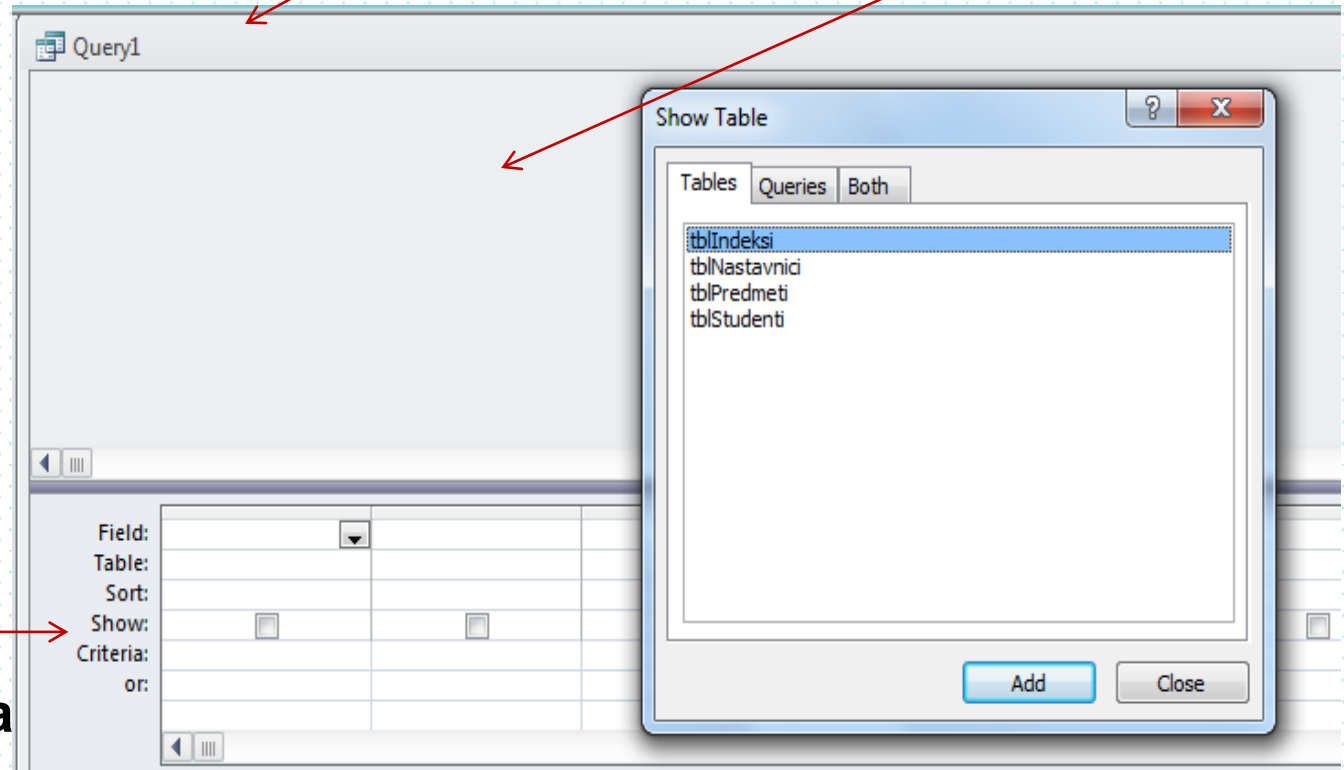 Query1
Show Table
Tables Queries Both
tblIndeksi
tblNastavnici
tblPredmeti
tblStudenti
Field:
Table:
Sort:
Show:
Criteria:
or:
Add Close
a